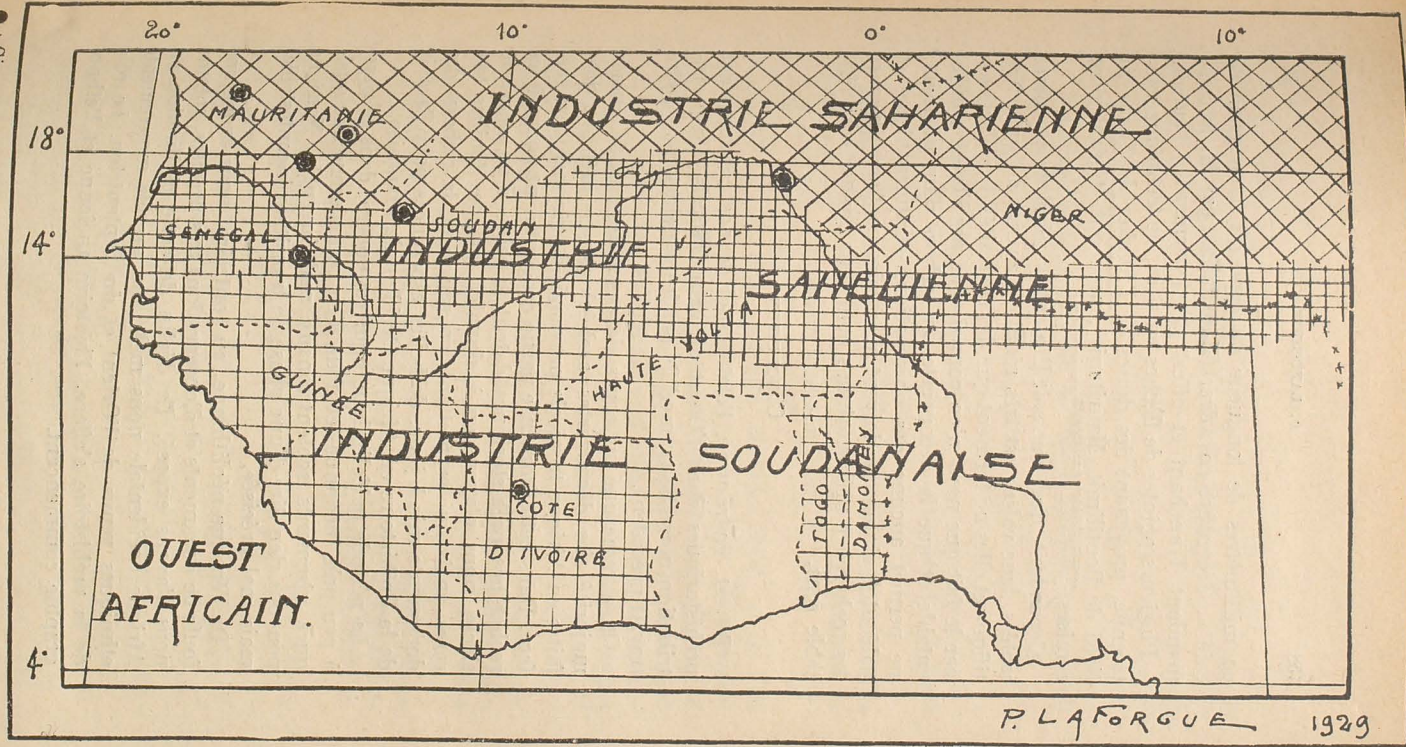 20° 10° 0° 10°
INDUSTRIE SAHARIENNE
MAURITANIE
18°
NIGER
SOUDAN
SENEGAL
14°
INDUSTRIE
SAHELIENNE
HAUTE VOLTA
GUINÉE
INDUSTRIE SOUDANAISE
TOGO
DAHOMEY
COTE
D'IVOIRE
OUEST
AFRICAIN.
4°
P. LAFORGUE 1929